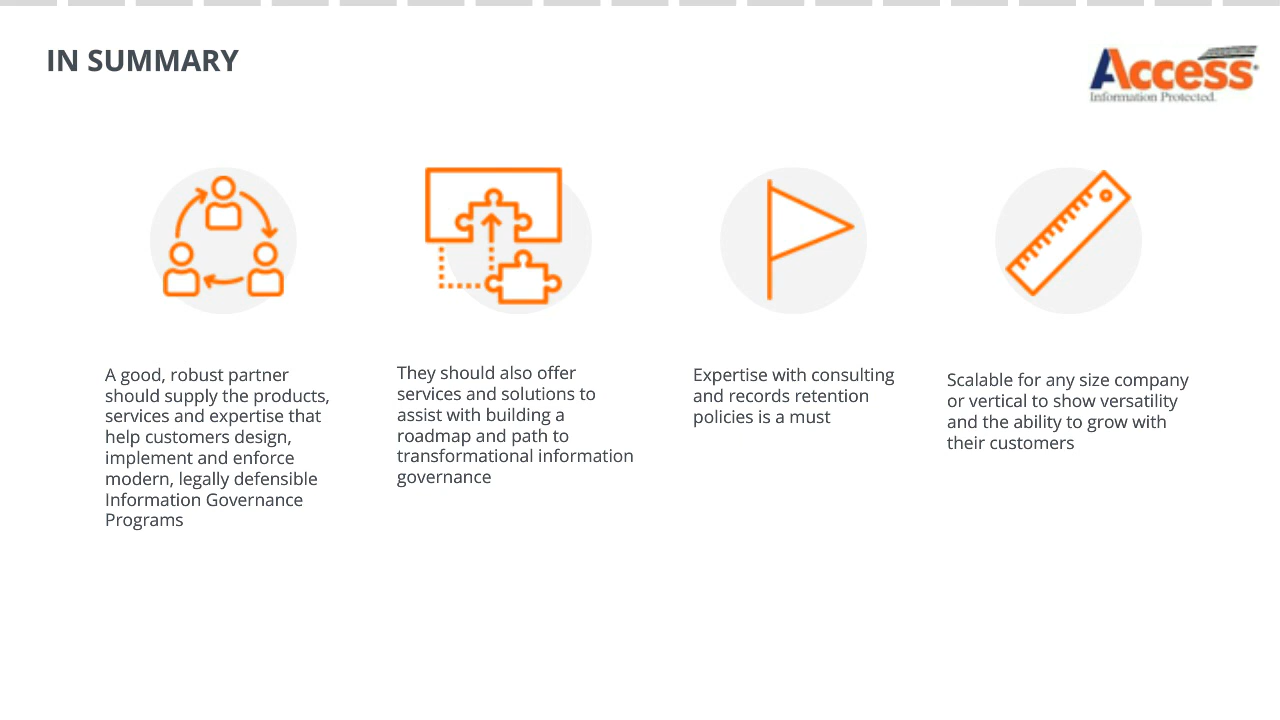 IN SUMMARY
Access
Information Protected.
A good, robust partner
should supply the products,
services and expertise that
help customers design,
implement and enforce
modern, legally defensible
Information Governance
Programs
They should also offer
services and solutions to
assist with building a
roadmap and path to
transformational information
governance
Expertise with consulting
and records retention
policies is a must
Scalable for any size company
or vertical to show versatility
and the ability to grow with
their customers